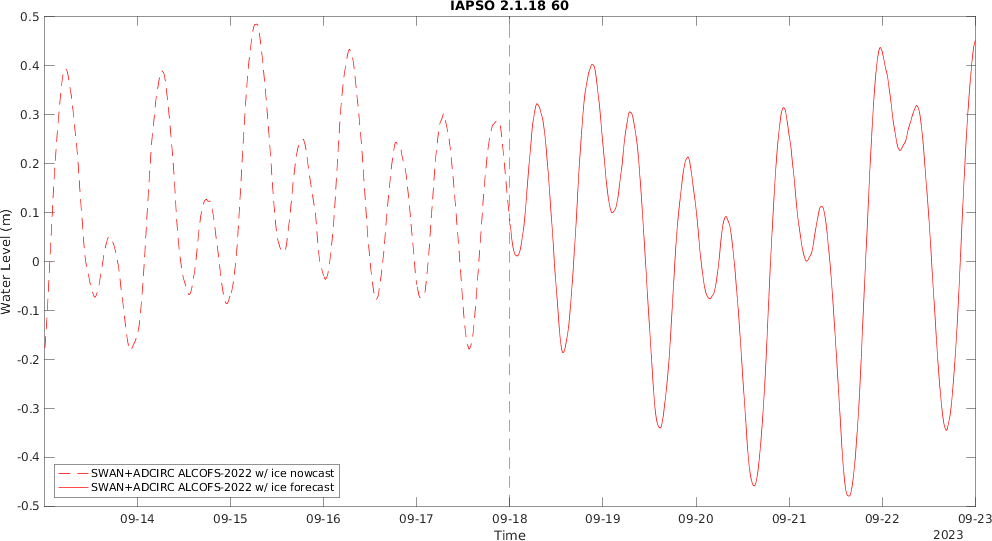 IAPSO 2.1.18 60
0.5
0.4
0.3
0.2
0.1
0
-0.1
-0.2
-0.3
-0.4
-0.5
Water Level (m)
SWAN+ADCIRC ALCOFS-2022 w/ ice nowcast
SWAN+ADCIRC ALCOFS-2022 w/ ice forecast
09-14 09-15 09-16 09-17 09-18 09-19 09-20 09-21 09-22 09-23
Time
2023